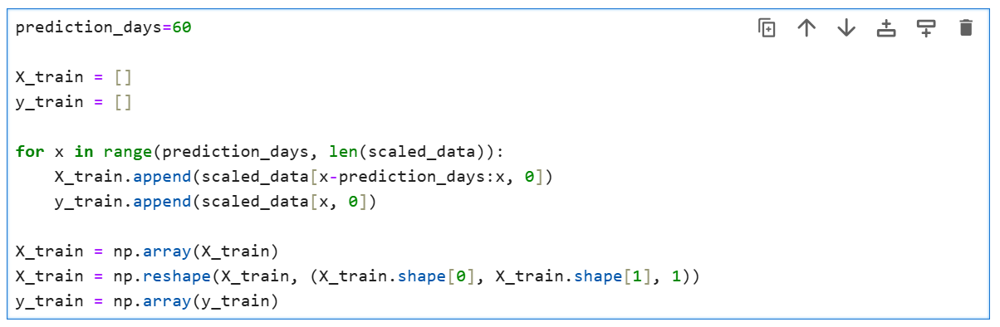 prediction_days=60

X_train = []
y_train = []

for x in range(prediction_days, len(scaled_data)):
    X_train.append(scaled_data[x-prediction_days:x, 0])
    y_train.append(scaled_data[x, 0])

X_train = np.array(X_train)
X_train = np.reshape(X_train, (X_train.shape[0], X_train.shape[1], 1))
y_train = np.array(y_train)